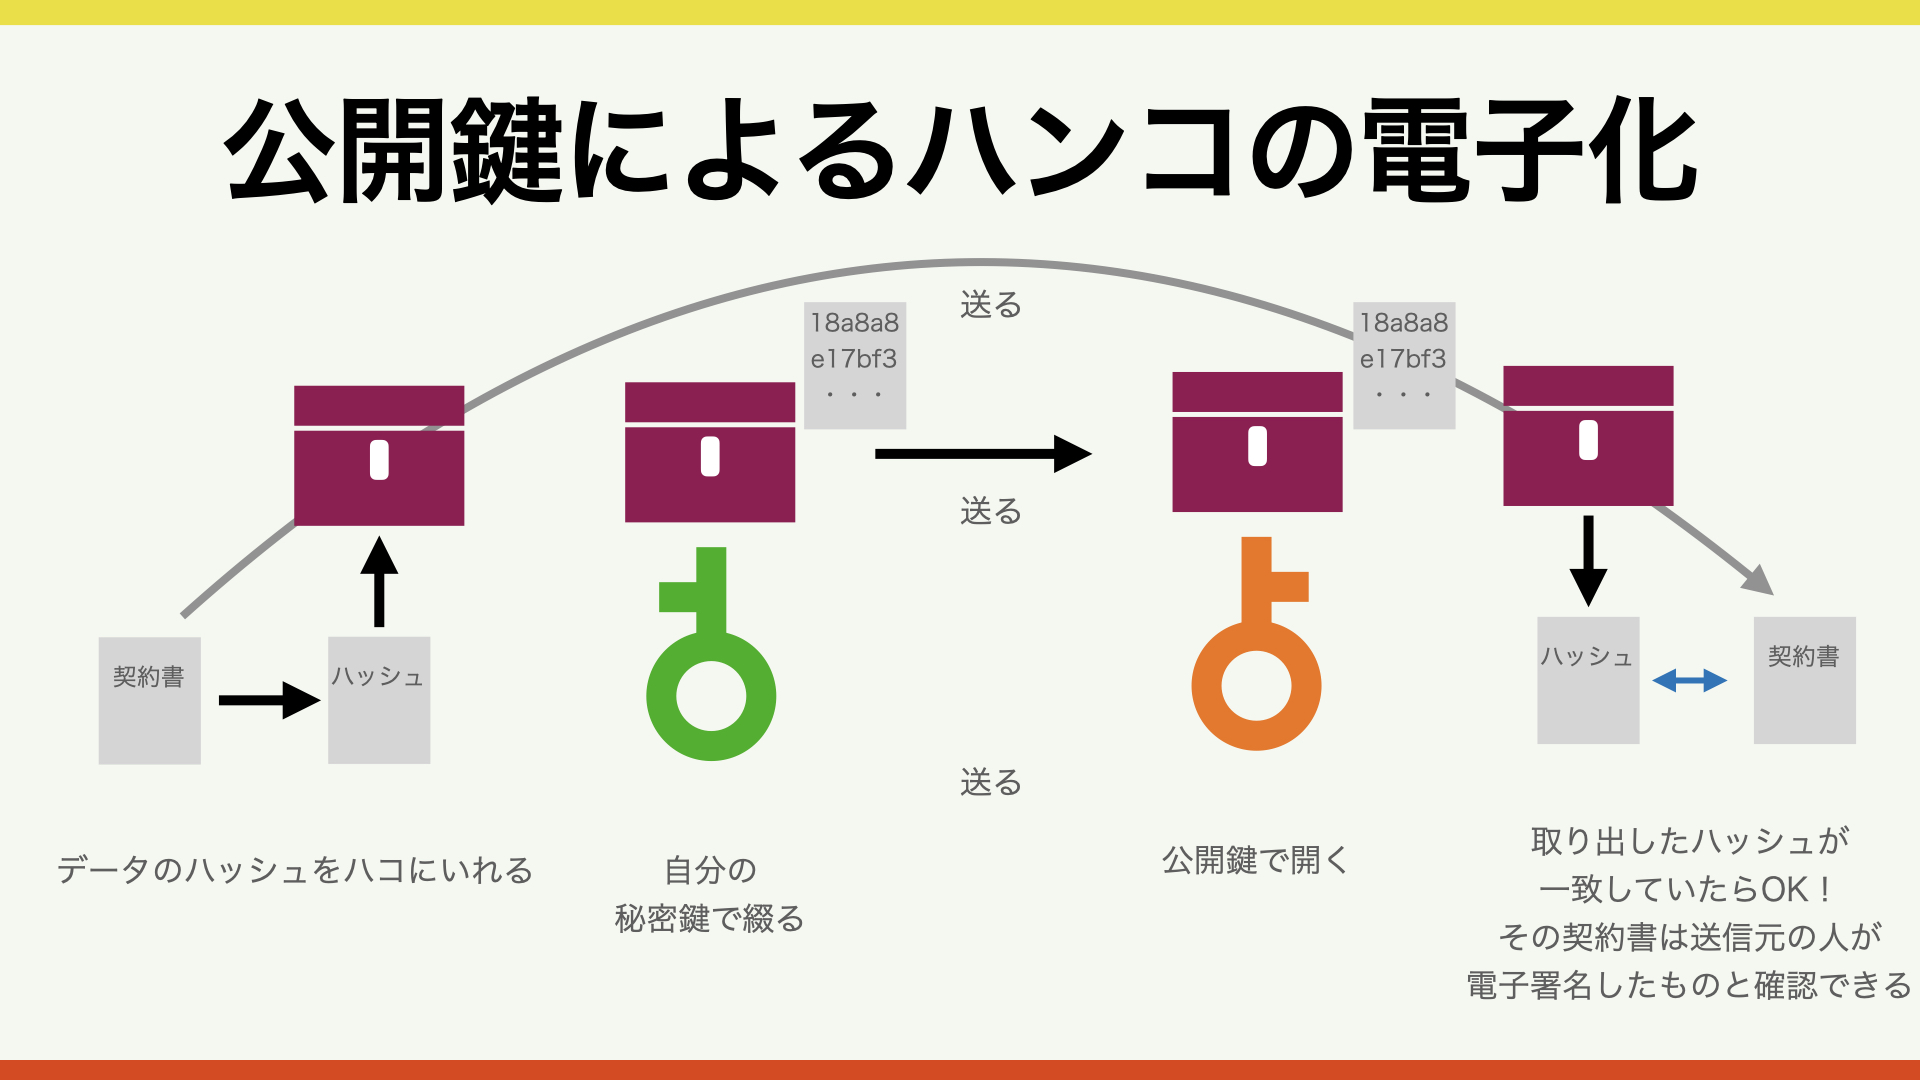 公開鍵によるハンコの電子化
送る
18a8a8
e17bf3
・・・
18a8a8
e17bf3
・・・
送る
契約書
ハッシュ
ハッシュ
契約書
送る
データのハッシュをハコにいれる
自分の
秘密鍵で綴る
公開鍵で開く
取り出したハッシュが
一致していたらOK！
その契約書は送信元の人が
電子署名したものと確認できる